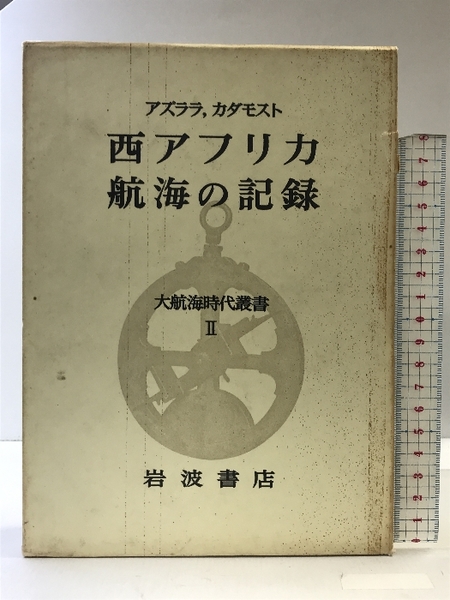 アズララ, カダモスト
西アフリカ
航海の記録
大航海時代叢書
II
岩波書店